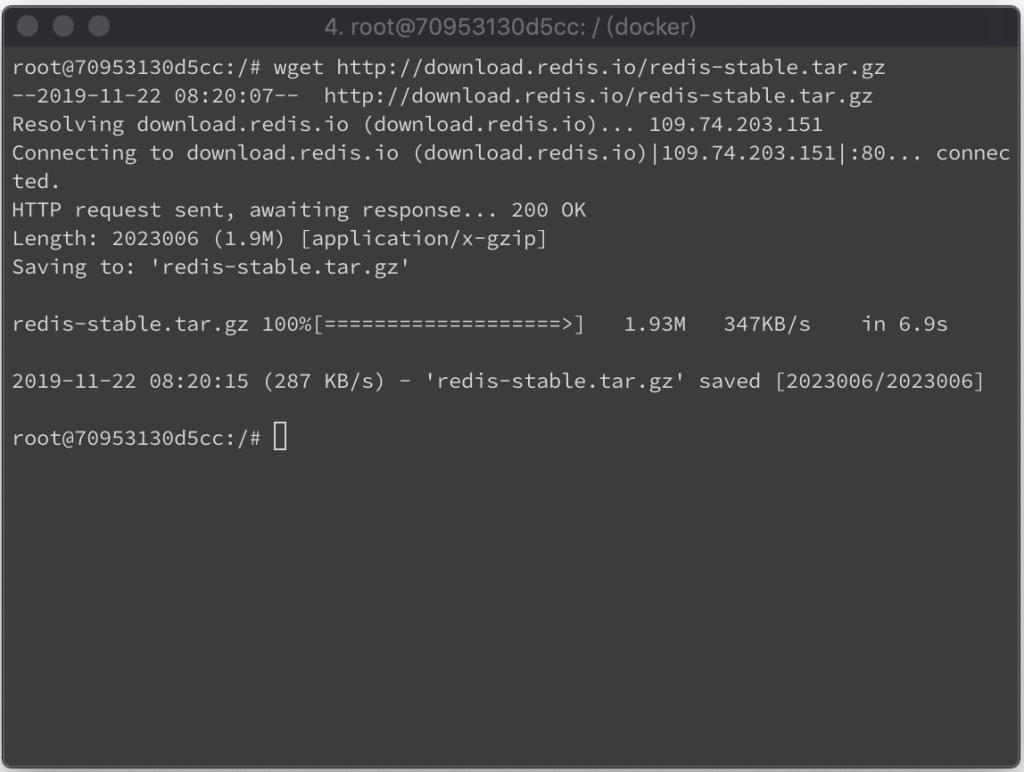 4. root@70953130d5cc: / (docker)
root@70953130d5cc:/# wget http://download.redis.io/redis-stable.tar.gz
--2019-11-22 08:20:07--  http://download.redis.io/redis-stable.tar.gz
Resolving download.redis.io (download.redis.io)... 109.74.203.151
Connecting to download.redis.io (download.redis.io)|109.74.203.151|:80... connec
ted.
HTTP request sent, awaiting response... 200 OK
Length: 2023006 (1.9M) [application/x-gzip]
Saving to: 'redis-stable.tar.gz'
redis-stable.tar.gz 100%[===================>]   1.93M   347KB/s    in 6.9s
2019-11-22 08:20:15 (287 KB/s) - 'redis-stable.tar.gz' saved [2023006/2023006]
root@70953130d5cc:/#